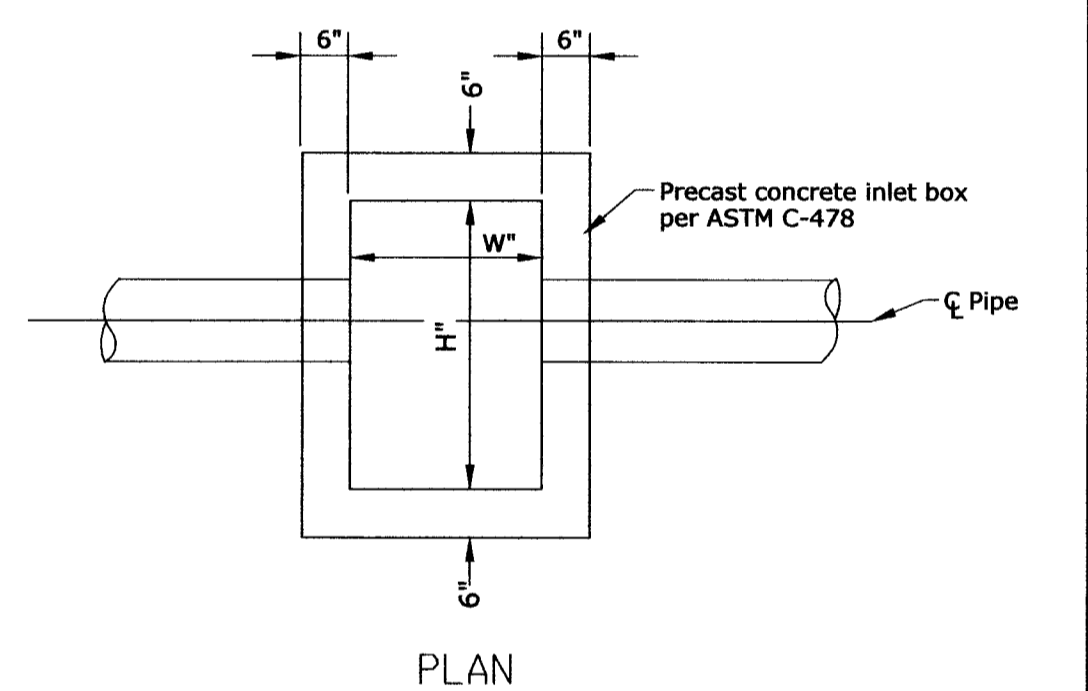 6"
6"
6"
Precast concrete inlet box
per ASTM C-478
W"
H"
℄ Pipe
6"
PLAN